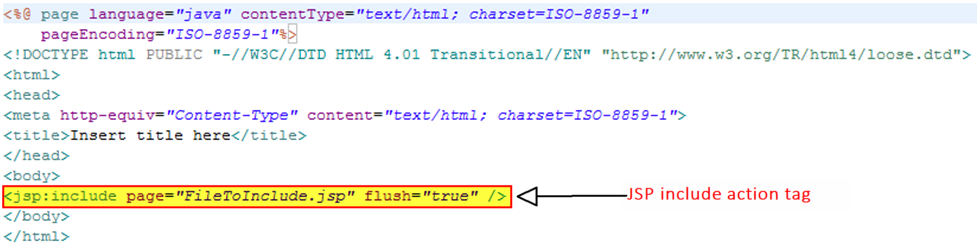 <%@ page language="java" contentType="text/html; charset=ISO-8859-1"
pageEncoding="ISO-8859-1"%>
<!DOCTYPE html PUBLIC "-//W3C//DTD HTML 4.01 Transitional//EN" "http://www.w3.org/TR/html4/loose.dtd">
<html>
<head>
<meta http-equiv="Content-Type" content="text/html; charset=ISO-8859-1">
<title>Insert title here</title>
</head>
<body>
<jsp:include page="FileToInclude.jsp" flush="true" /> JSP include action tag
</body>
</html>